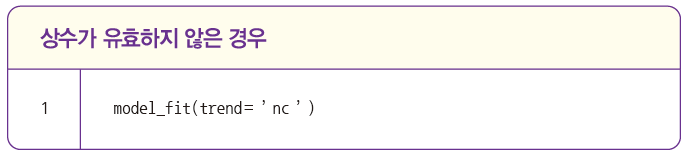 상수가 유효하지 않은 경우
1 model_fit(trend=’nc’)